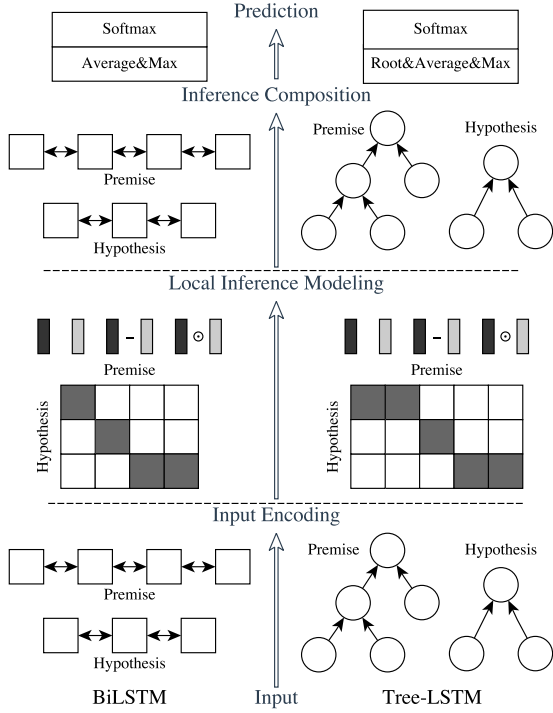 Prediction
Softmax
Average&Max
Softmax
Root&Average&Max
Inference Composition
Premise
Hypothesis
Premise
Hypothesis
Local Inference Modeling
Premise
Hypothesis
Premise
Hypothesis
Input Encoding
Premise
Hypothesis
Premise
Hypothesis
BiLSTM
Input
Tree-LSTM